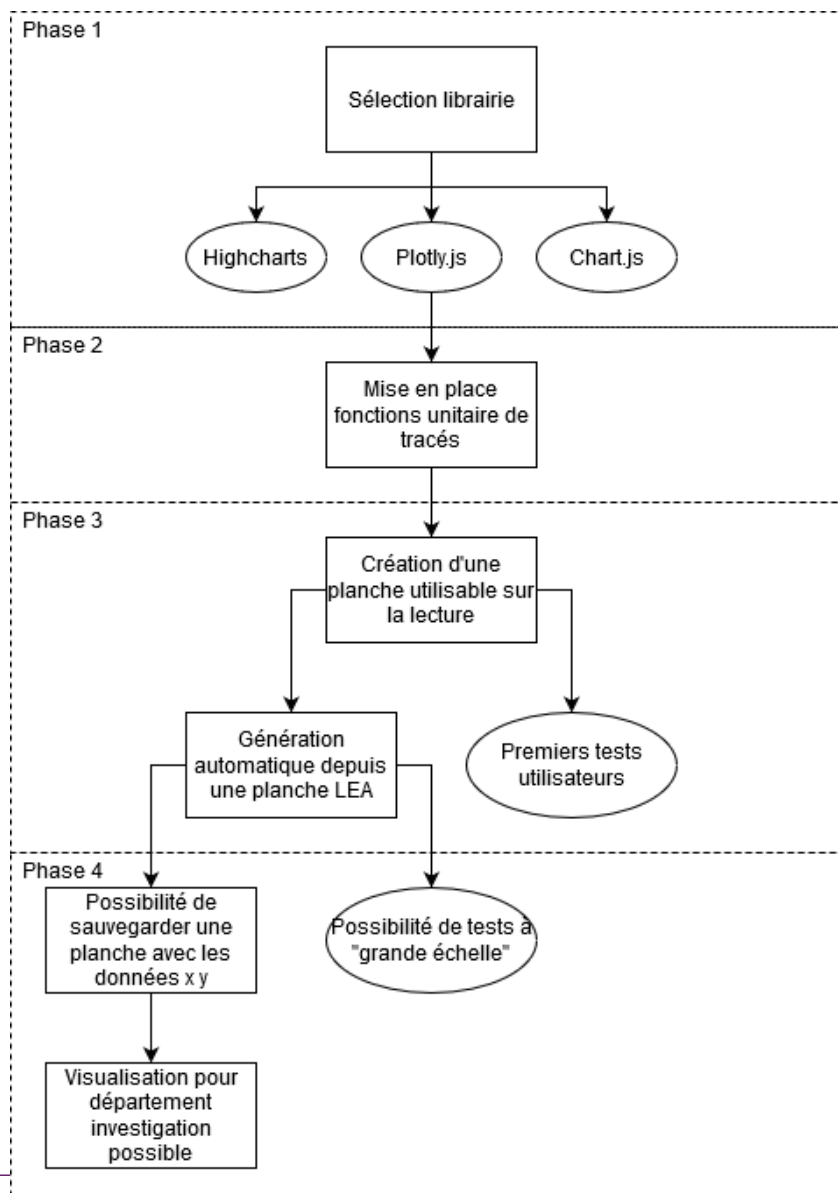 Phase 1
Sélection librairie
Highcharts
Plotly.js
Chart.js
Phase 2
Mise en place
fonctions unitaire de
tracés
Phase 3
Création d'une
planche utilisable sur
la lecture
Génération
automatique depuis
une planche LEA
Premiers tests
utilisateurs
Phase 4
Possibilité de
sauvegarder une
planche avec les
données x y
Possibilité de tests à
"grande échelle"
Visualisation pour
département
investigation
possible